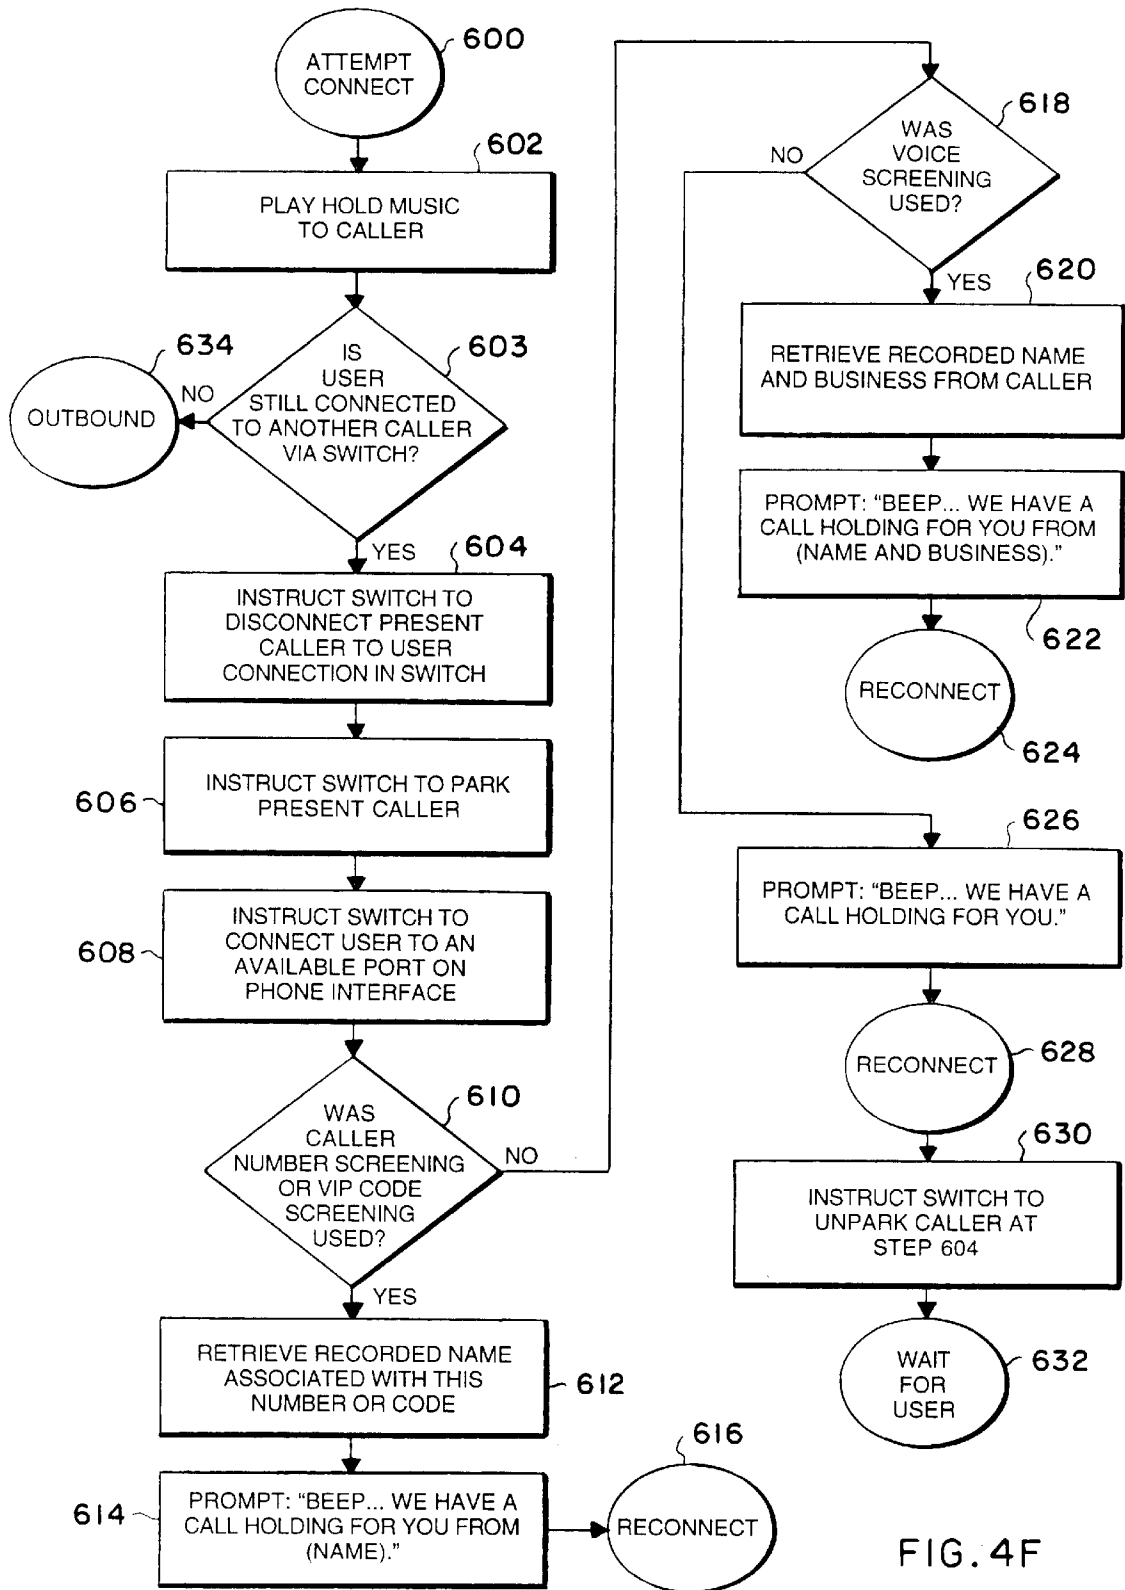 600
ATTEMPT
CONNECT
602
PLAY HOLD MUSIC
TO CALLER
634
OUTBOUND
NO
603
IS
USER
STILL CONNECTED
TO ANOTHER CALLER
VIA SWITCH?
YES
604
INSTRUCT SWITCH TO
DISCONNECT PRESENT
CALLER TO USER
CONNECTION IN SWITCH
606
INSTRUCT SWITCH TO PARK
PRESENT CALLER
608
INSTRUCT SWITCH TO
CONNECT USER TO AN
AVAILABLE PORT ON
PHONE INTERFACE
610
WAS
CALLER
NUMBER SCREENING
OR VIP CODE
SCREENING
USED?
NO
YES
RETRIEVE RECORDED NAME
ASSOCIATED WITH THIS
NUMBER OR CODE
612
614
PROMPT: "BEEP... WE HAVE A
CALL HOLDING FOR YOU FROM
(NAME)."
616
RECONNECT
618
WAS
VOICE
SCREENING
USED?
NO
YES
620
RETRIEVE RECORDED NAME
AND BUSINESS FROM CALLER
PROMPT: "BEEP... WE HAVE A
CALL HOLDING FOR YOU FROM
(NAME AND BUSINESS)."
622
RECONNECT
624
626
PROMPT: "BEEP... WE HAVE A
CALL HOLDING FOR YOU."
RECONNECT
628
630
INSTRUCT SWITCH TO
UNPARK CALLER AT
STEP 604
WAIT
FOR
USER
632
FIG. 4F